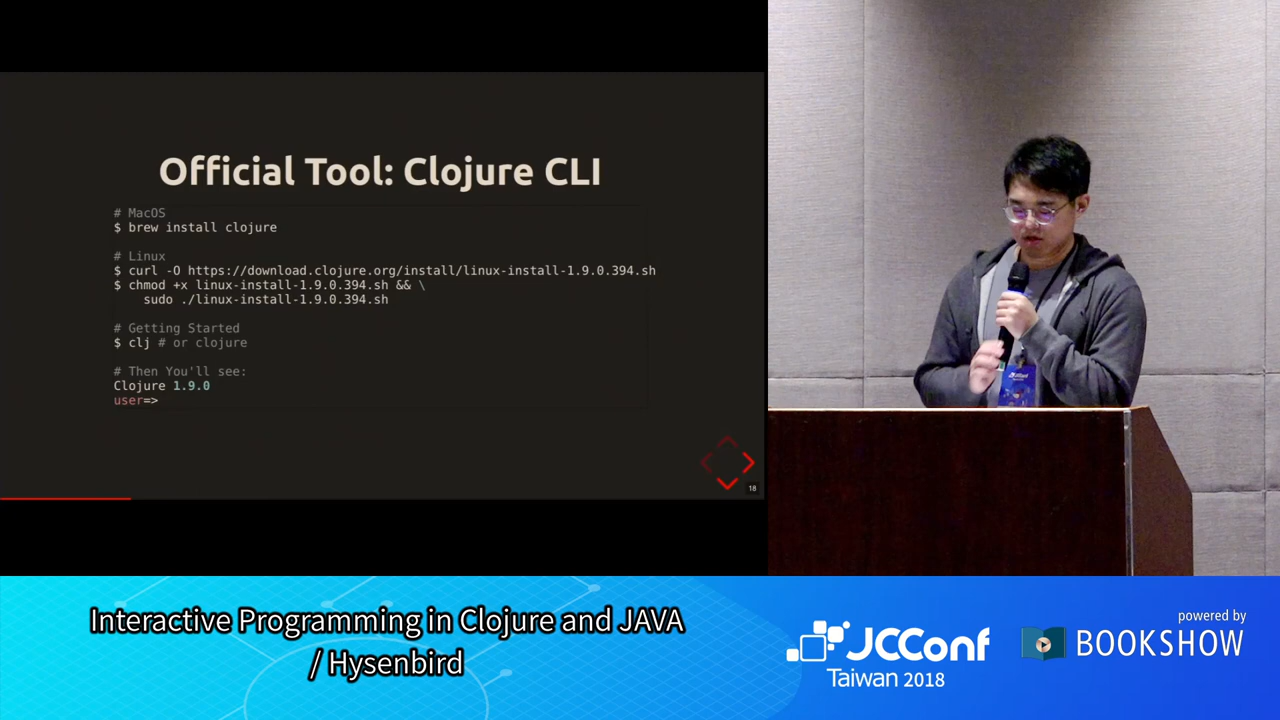 Official Tool: Clojure CLI
# MacOS
$ brew install clojure
# Linux
$ curl -O https://download.clojure.org/install/linux-install-1.9.0.394.sh
$ chmod +x linux-install-1.9.0.394.sh && \
sudo ./linux-install-1.9.0.394.sh
# Getting Started
$ clj # or clojure
# Then You'll see:
Clojure 1.9.0
user=>
18
JCConf
Interactive Programming in Clojure and JAVA
/ Hysenbird
JCConf
Taiwan 2018
powered by
BOOKSHOW